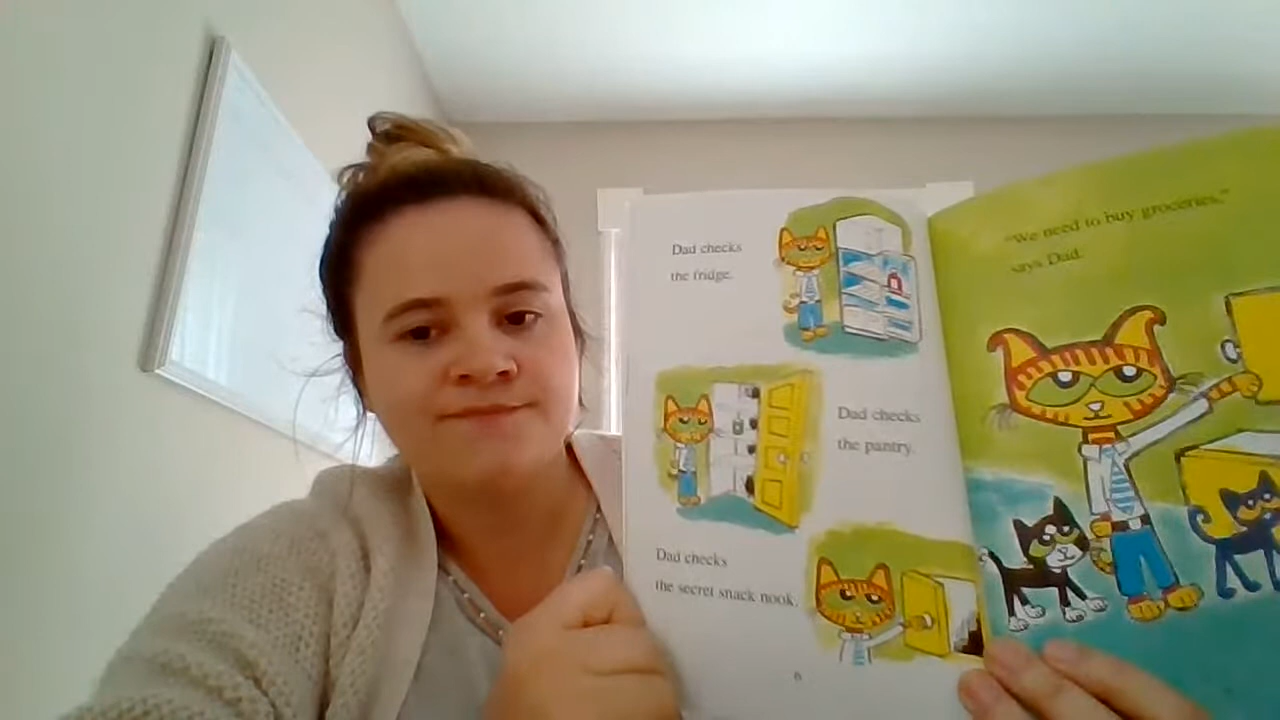 Dad checks
the fridge.
Dad checks
the pantry.
Dad checks
the secret snack nook.
6
"We need to buy groceries,"
says Dad.